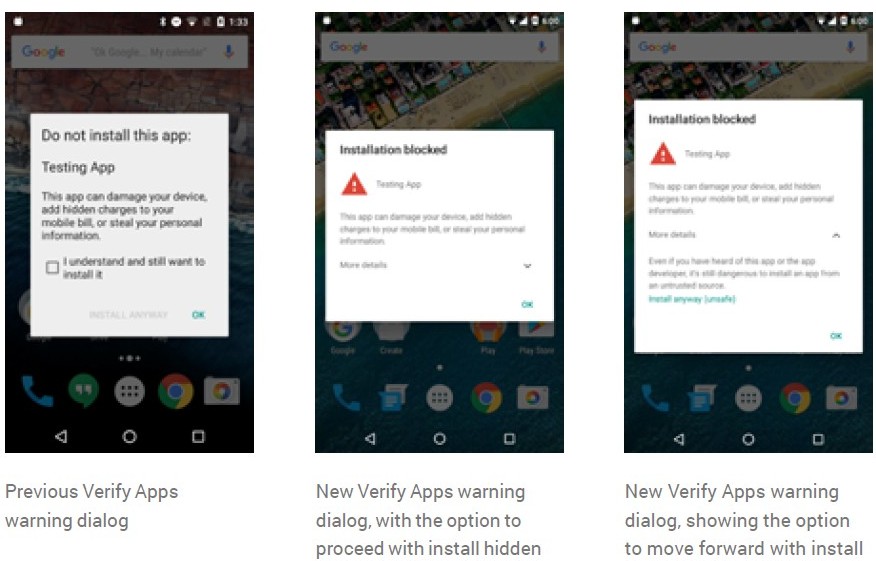 1:33
Google "Ok Google... My calendar"
Do not install this app:
Testing App
This app can damage your device,
add hidden charges to your
mobile bill, or steal your personal
information.
I understand and still want to
install it
INSTALL ANYWAY OK
Previous Verify Apps
warning dialog
6:00
Google
Installation blocked
Testing App
This app can damage your device, add hidden
charges to your mobile bill, or steal your personal
information.
More details
OK
Google Create Play Play Store
New Verify Apps warning
dialog, with the option to
proceed with install hidden
6:00
Google
Installation blocked
Testing App
This app can damage your device, add hidden
charges to your mobile bill, or steal your personal
information.
More details
Even if you have heard of this app or the app
developer, it's still dangerous to install an app from
an untrusted source.
Install anyway (unsafe)
OK
New Verify Apps warning
dialog, showing the option
to move forward with install